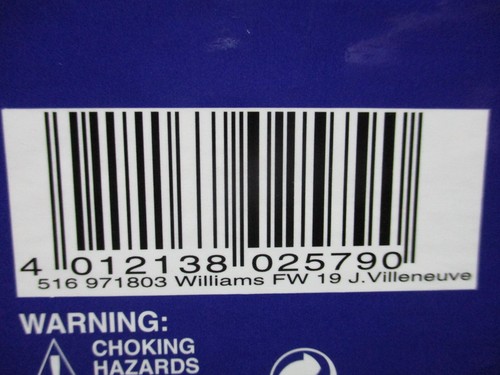 4 012138 025790
516 971803 Williams FW 19 J.Villeneuve
WARNING:
CHOKING
HAZARDS